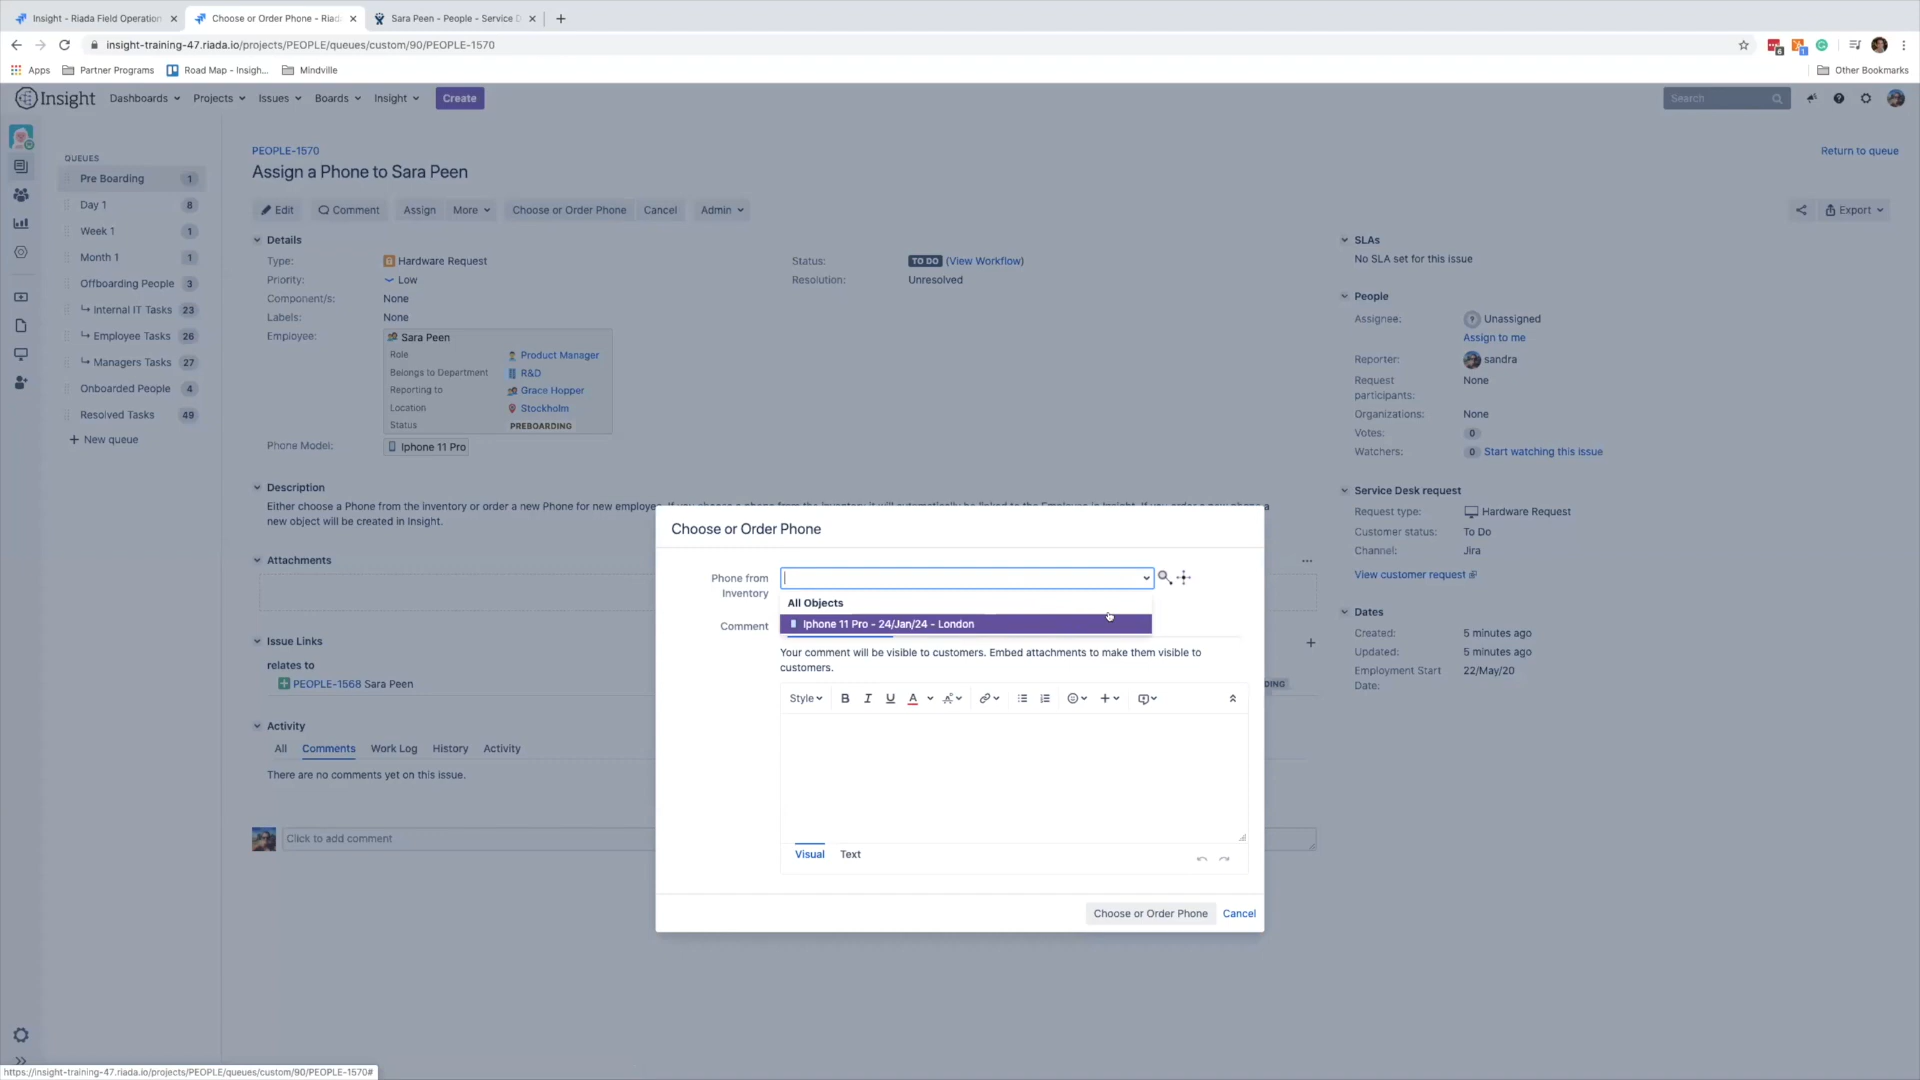 Insight - Riada Field Operation
Choose or Order Phone - Riada
Sara Peen - People - Service D
insight-training-47.riada.io/projects/PEOPLE/queues/custom/90/PEOPLE-1570
6
1
Apps
Partner Programs
Road Map - Insigh...
Mindville
Other Bookmarks
Insight
Dashboards
Projects
Issues
Boards
Insight
Create
Search
QUEUES
Pre Boarding 1
Day 1 8
Week 1 1
Month 1 1
Offboarding People 3
Internal IT Tasks 23
Employee Tasks 26
Managers Tasks 27
Onboarded People 4
Resolved Tasks 49
+ New queue
PEOPLE-1570
Return to queue
Assign a Phone to Sara Peen
Edit
Comment
Assign
More
Choose or Order Phone
Cancel
Admin
Export
Details
Type: Hardware Request
Priority: Low
Component/s: None
Labels: None
Employee: Sara Peen
Role Product Manager
Belongs to Department R&D
Reporting to Grace Hopper
Location Stockholm
Status PREBOARDING
Phone Model: Iphone 11 Pro
Status: TO DO (View Workflow)
Resolution: Unresolved
Description
Either choose a Phone from the inventory or order a new Phone for new employee. If you choose a phone from the inventory it will automatically be linked to the Employee in Insight. If you order a new phone a
new object will be created in Insight.
Attachments
Issue Links
relates to
PEOPLE-1568 Sara Peen
DING
Activity
All
Comments
Work Log
History
Activity
There are no comments yet on this issue.
Click to add comment
SLAs
No SLA set for this issue
People
Assignee: Unassigned
Assign to me
Reporter: sandra
Request
participants:
None
Organizations: None
Votes: 0
Watchers: 0 Start watching this issue
Service Desk request
Request type: Hardware Request
Customer status: To Do
Channel: Jira
View customer request
Dates
Created: 5 minutes ago
Updated: 5 minutes ago
Employment Start
Date:
22/May/20
Choose or Order Phone
Phone from
Inventory
All Objects
Iphone 11 Pro - 24/Jan/24 - London
Comment
Your comment will be visible to customers. Embed attachments to make them visible to
customers.
Style
B
I
U
A
Visual
Text
Choose or Order Phone
Cancel
https://insight-training-47.riada.io/projects/PEOPLE/queues/custom/90/PEOPLE-1570#